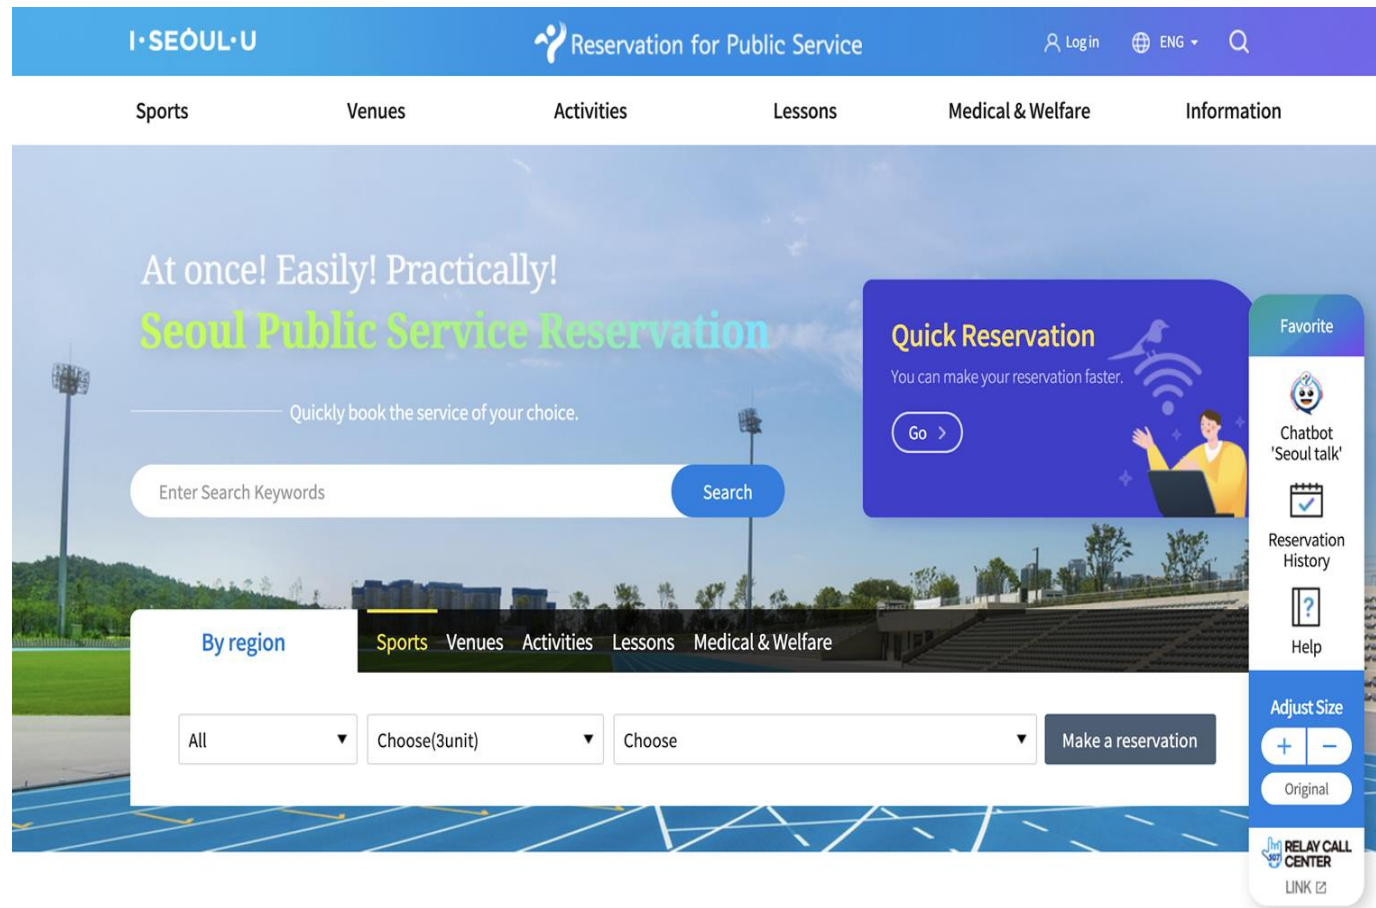 I·SEOUL·U
Reservation for Public Service
Log in
ENG
Sports
Venues
Activities
Lessons
Medical & Welfare
Information
At once! Easily! Practically!
Seoul Public Service Reservation
Quickly book the service of your choice.
Enter Search Keywords
Search
Quick Reservation
You can make your reservation faster.
Go >
Favorite
Chatbot
'Seoul talk'
Reservation
History
?
Help
Adjust Size
+ −
Original
507
RELAY CALL
CENTER
LINK
By region
Sports Venues Activities Lessons Medical & Welfare
All
Choose(3unit)
Choose
Make a reservation